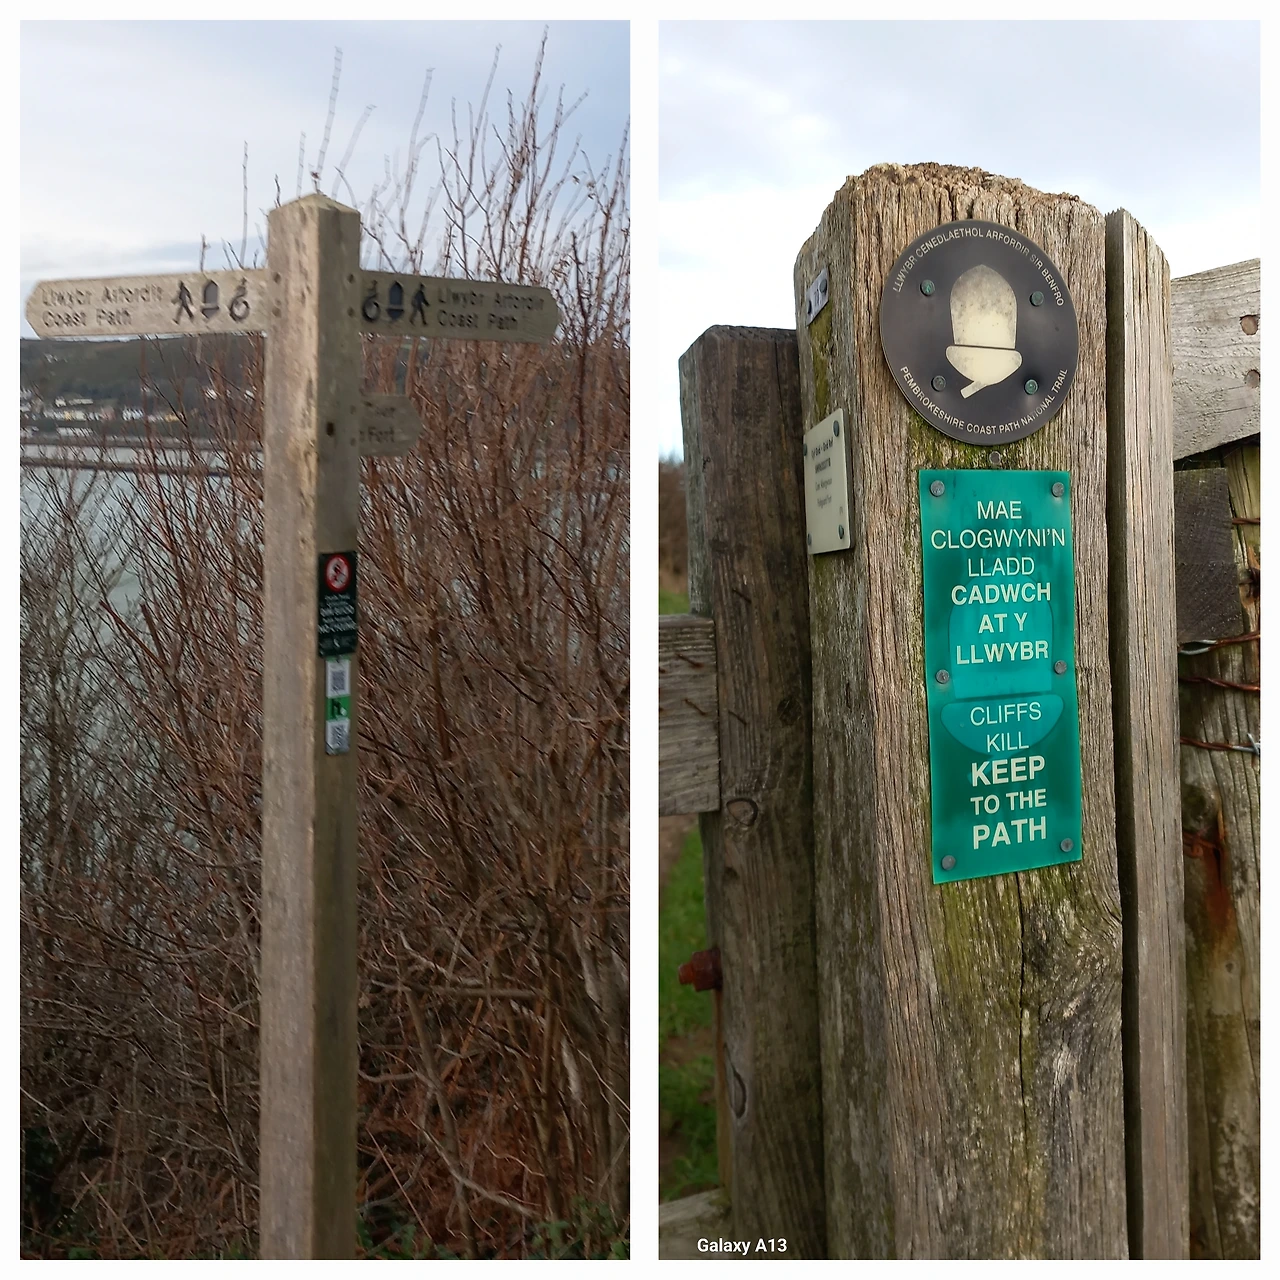 Llwybr Arfordir
Coast Path
Llwybr Arfordir
Coast Path
Fort
LLWYBR CENEDLAETHOL ARFORDIR SIR BENFRO
PEMBROKESHIRE COAST PATH NATIONAL TRAIL
MAE
CLOGWYNI'N
LLADD
CADWCH
AT Y
LLWYBR
CLIFFS
KILL
KEEP
TO THE
PATH
Galaxy A13